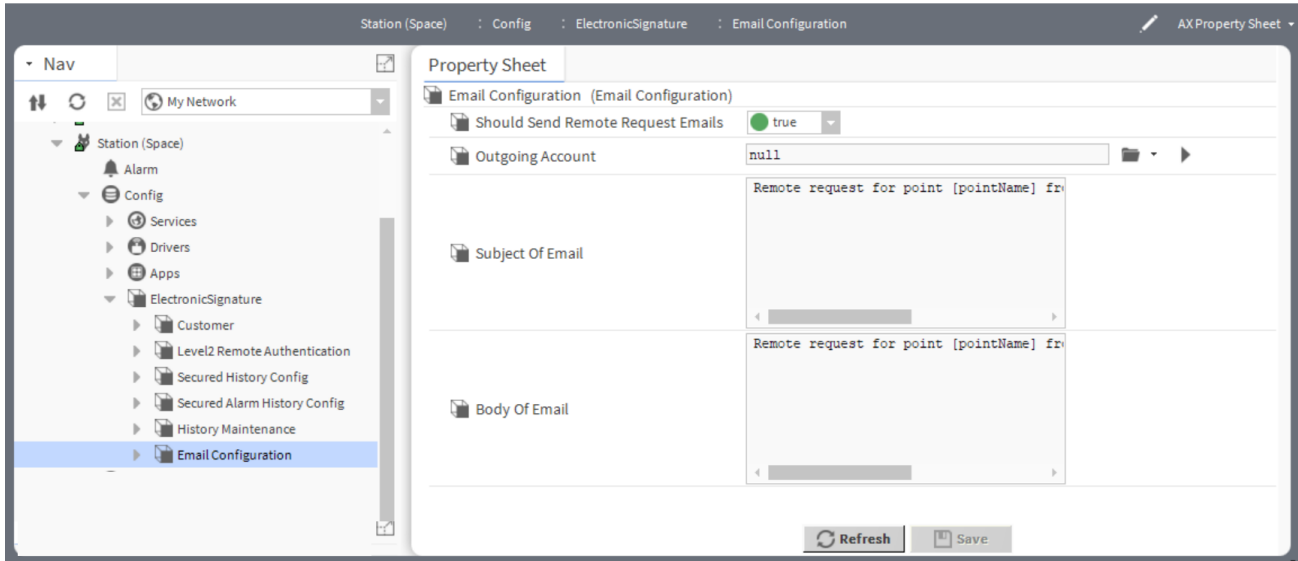 Station (Space) : Config : ElectronicSignature : Email Configuration AX Property Sheet
Nav
My Network
Station (Space)
Alarm
Config
Services
Drivers
Apps
ElectronicSignature
Customer
Level2 Remote Authentication
Secured History Config
Secured Alarm History Config
History Maintenance
Email Configuration
Property Sheet
Email Configuration (Email Configuration)
Should Send Remote Request Emails true
Outgoing Account null
Subject Of Email
Remote request for point [pointName]
Body Of Email
Remote request for point [pointName]
Refresh Save